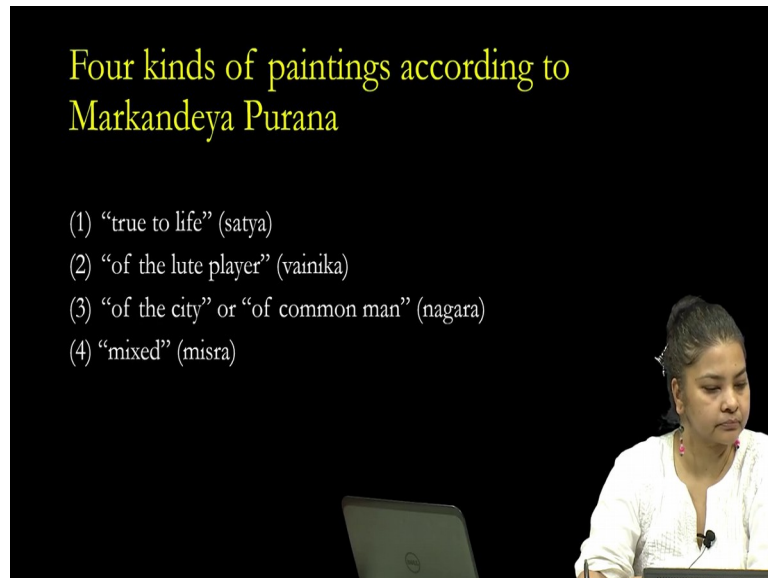 Four kinds of paintings according to
Markandeya Purana
(1) “true to life” (satya)
(2) “of the lute player” (vainika)
(3) “of the city” or “of common man” (nagara)
(4) “mixed” (misra)
DELL